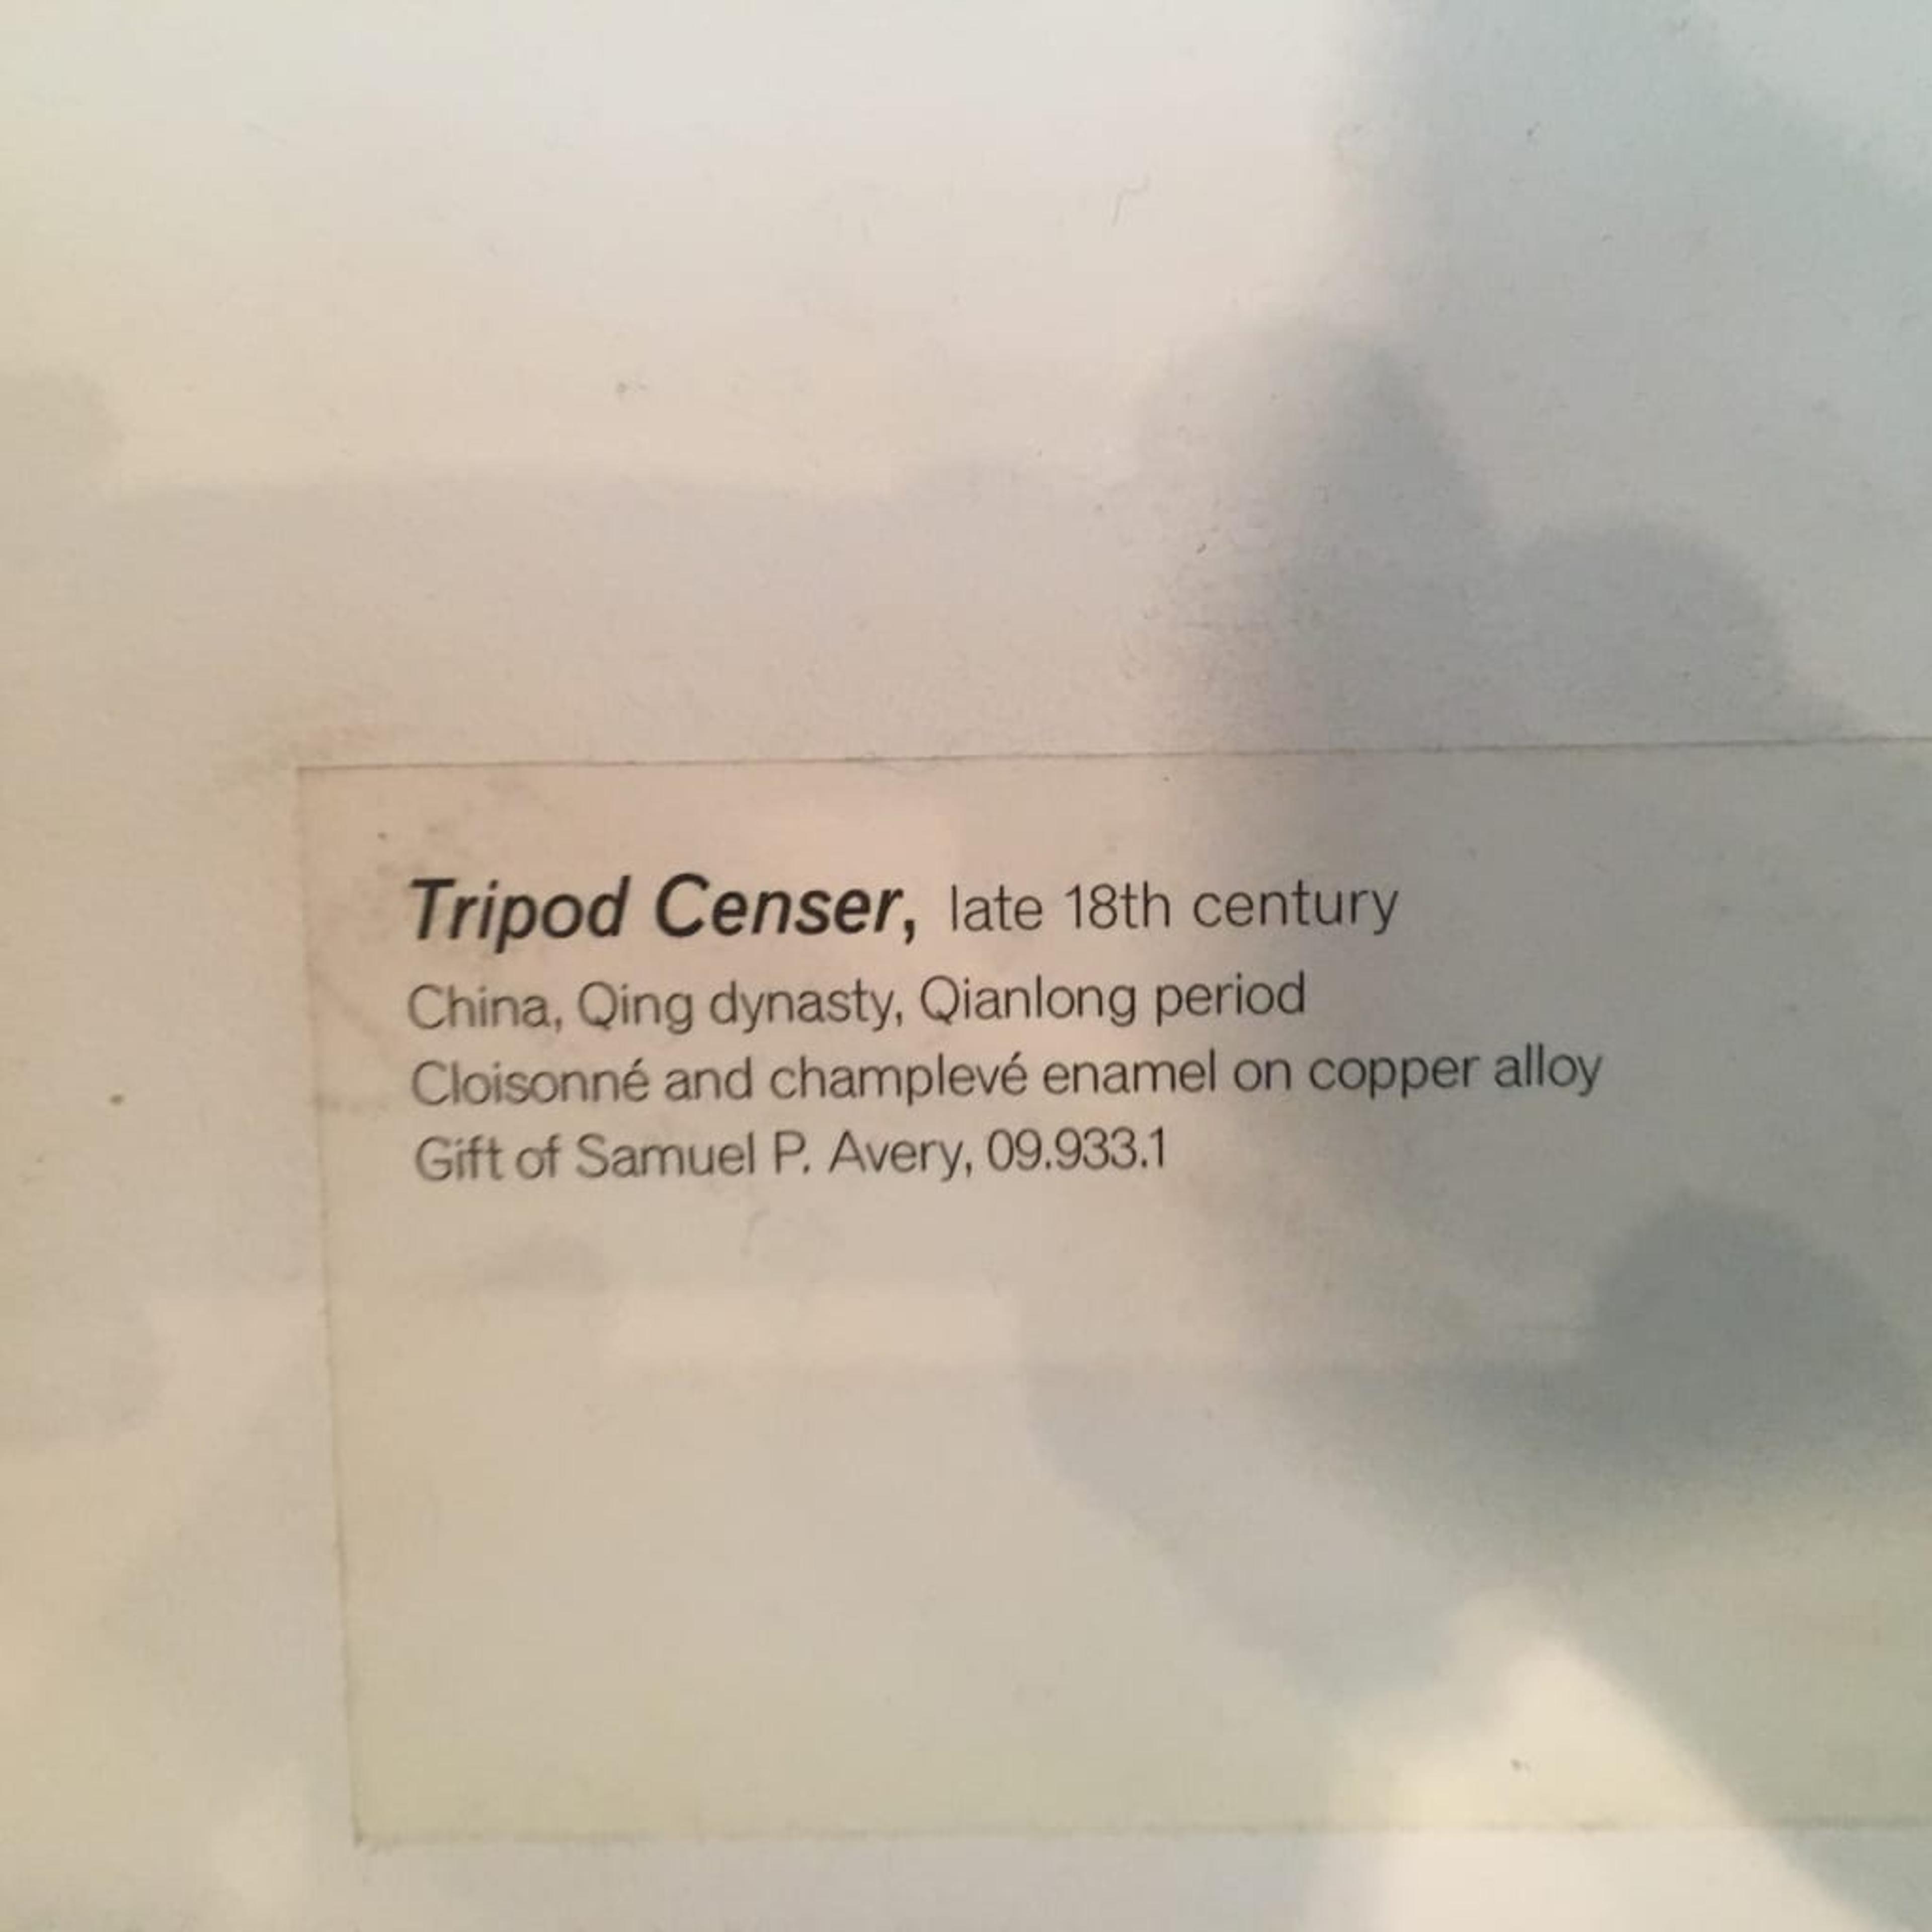 Tripod Censer, late 18th century
China, Qing dynasty, Qianlong period
Cloisonné and champlevé enamel on copper alloy
Gift of Samuel P. Avery, 09.933.1